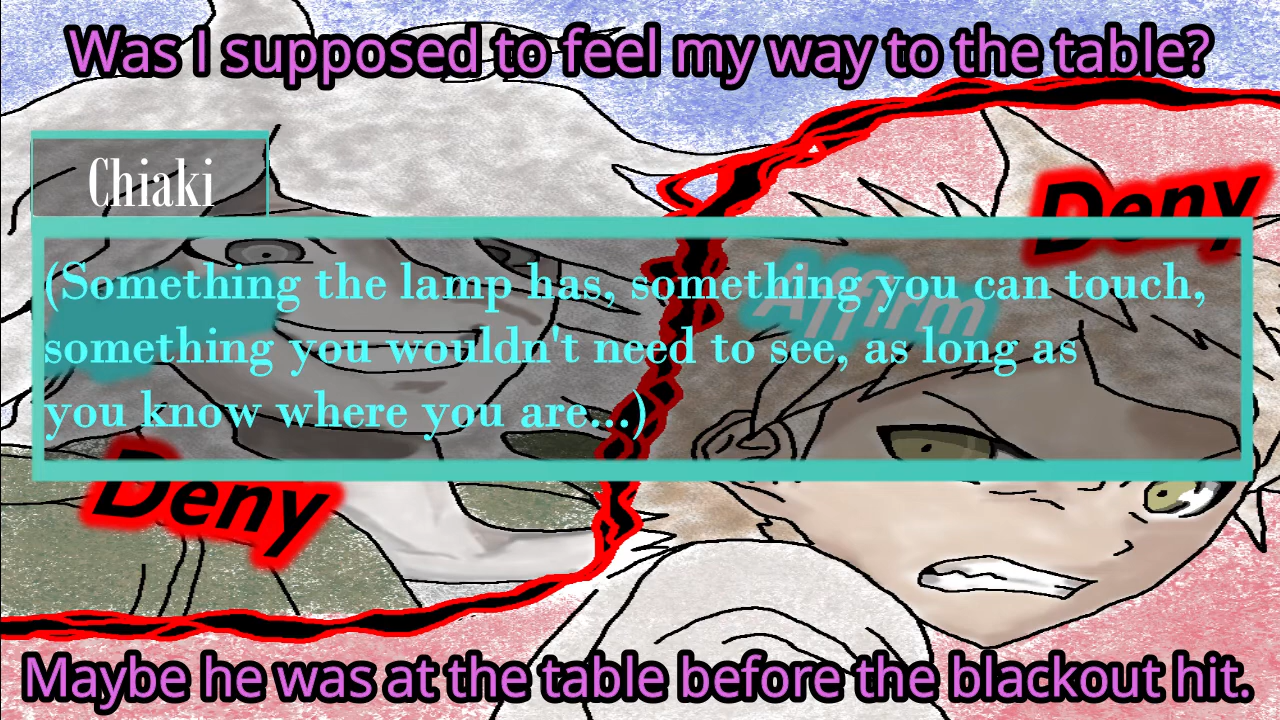 Was I supposed to feel my way to the table?
Chiaki
Deny
Affirm
(Something the lamp has, something you can touch,
something you wouldn't need to see, as long as
you know where you are...)
Deny
Maybe he was at the table before the blackout hit.